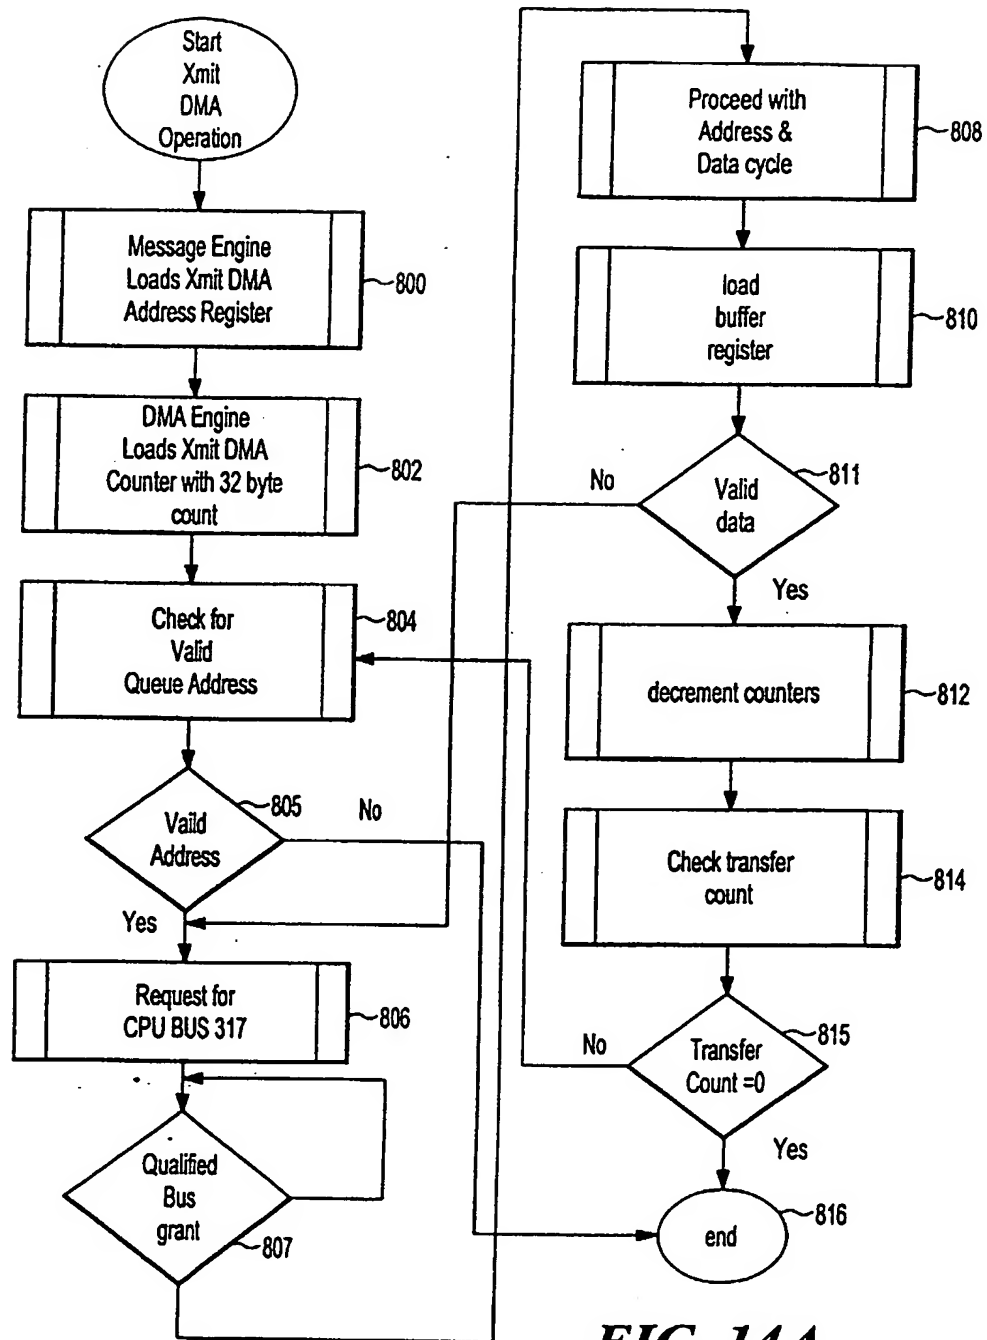 Start
Xmit
DMA
Operation
Message Engine
Loads Xmit DMA
Address Register
800
DMA Engine
Loads Xmit DMA
Counter with 32 byte
count
802
Check for
Valid
Queue Address
804
Vaild
Address
805
No
Yes
Request for
CPU BUS 317
806
Qualified
Bus
grant
807
Proceed with
Address &
Data cycle
808
load
buffer
register
810
Valid
data
811
No
Yes
decrement counters
812
Check transfer
count
814
Transfer
Count =0
815
No
Yes
end
816
FIG. 14A